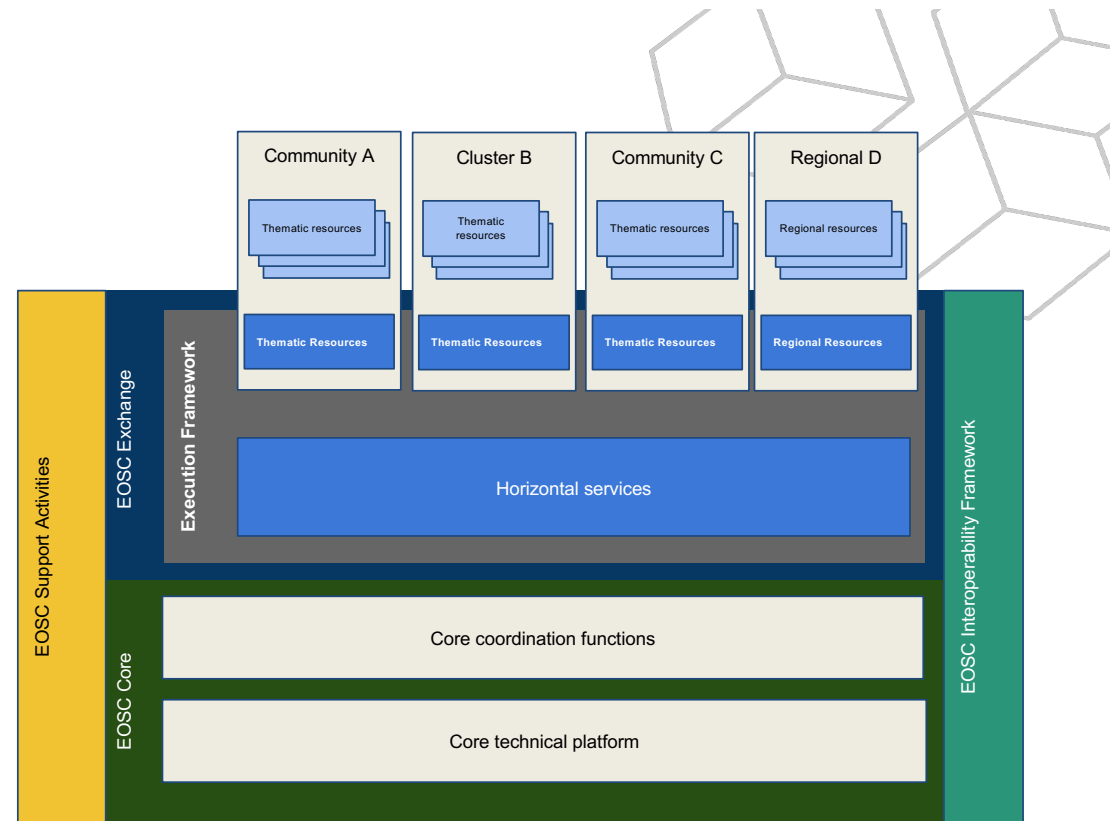 Community A
Cluster B
Community C
Regional D
Thematic resources
Thematic
resources
Thematic resources
Regional resources
Thematic Resources
Thematic Resources
Thematic Resources
Regional Resources
EOSC Support Activities
EOSC Exchange
Execution Framework
Horizontal services
EOSC Interoperability Framework
EOSC Core
Core coordination functions
Core technical platform